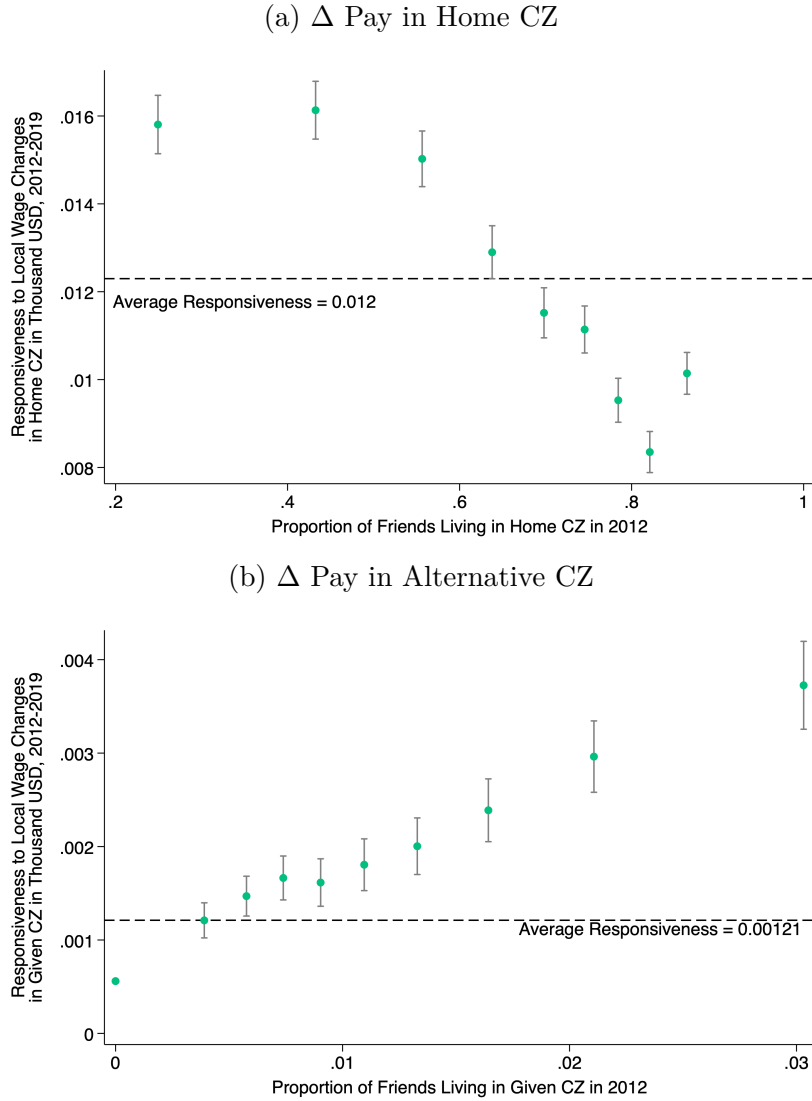 (a) Δ Pay in Home CZ
Responsiveness to Local Wage Changes
in Home CZ in Thousand USD, 2012-2019
.016
.014
.012
.01
.008
Average Responsiveness = 0.012
.2
.4
.6
.8
1
Proportion of Friends Living in Home CZ in 2012
(b) Δ Pay in Alternative CZ
Responsiveness to Local Wage Changes
in Given CZ in Thousand USD, 2012-2019
.004
.003
.002
.001
0
Average Responsiveness = 0.00121
0
.01
.02
.03
Proportion of Friends Living in Given CZ in 2012